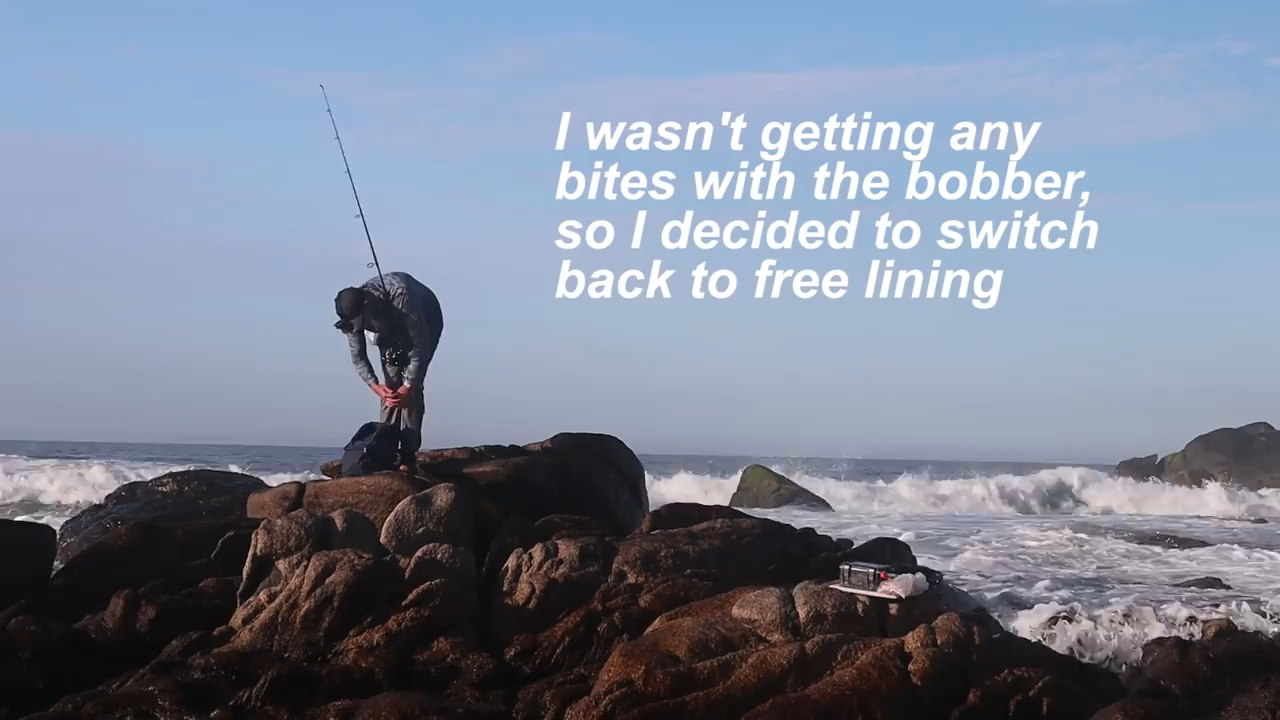 I wasn't getting any
bites with the bobber,
so I decided to switch
back to free lining